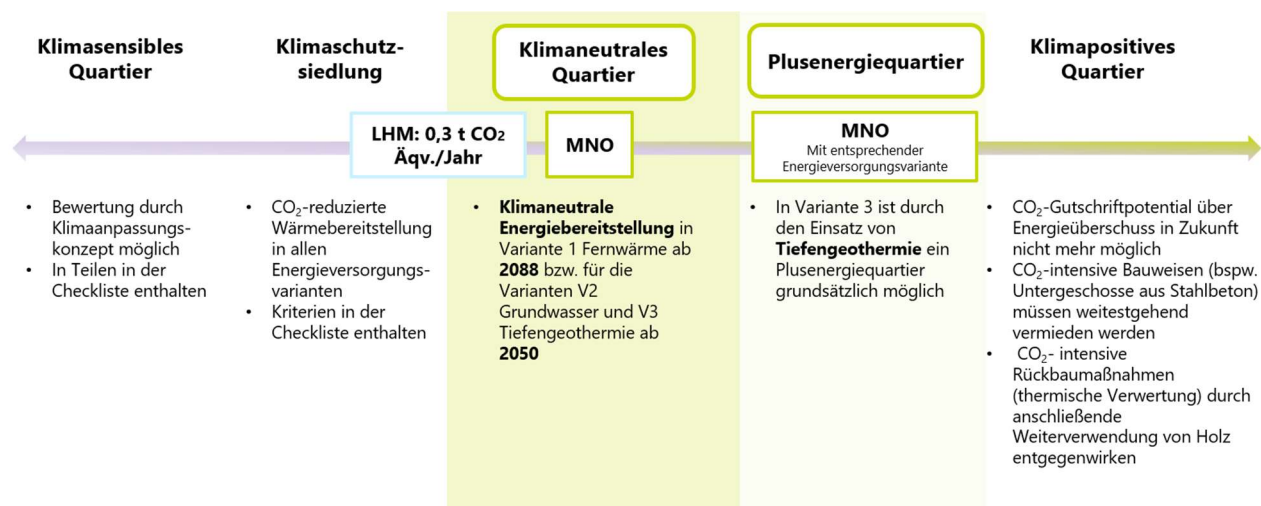 Klimasensibles
Quartier
Klimaschutz-
siedlung
Klimaneutrales
Quartier
Plusenergiequartier
Klimapositives
Quartier
LHM: 0,3 t CO₂
Äqv./Jahr
MNO
MNO
Mit entsprechender
Energieversorgungsvariante
• Bewertung durch
Klimaanpassungs-
konzept möglich
• In Teilen in der
Checkliste enthalten
• CO₂-reduzierte
Wärmebereitstellung
in allen
Energieversorgungs-
varianten
• Kriterien in der
Checkliste enthalten
• Klimaneutrale
Energiebereitstellung in
Variante 1 Fernwärme ab
2088 bzw. für die
Varianten V2
Grundwasser und V3
Tiefengeothermie ab
2050
• In Variante 3 ist durch
den Einsatz von
Tiefengeothermie ein
Plusenergiequartier
grundsätzlich möglich
• CO₂-Gutschriftpotential über
Energieüberschuss in Zukunft
nicht mehr möglich
• CO₂-intensive Bauweisen (bspw.
Untergeschosse aus Stahlbeton)
müssen weitestgehend
vermieden werden
• CO₂- intensive
Rückbaumaßnahmen
(thermische Verwertung) durch
anschließende
Weiterverwendung von Holz
entgegenwirken